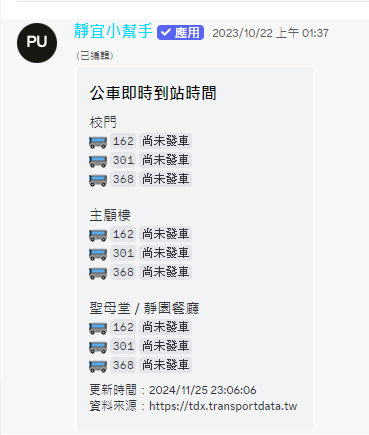 PU
靜宜小幫手 ✓ 應用 2023/10/22 上午 01:37
(已編輯)
公車即時到站時間
校門
162 尚未發車
301 尚未發車
368 尚未發車
主顧樓
162 尚未發車
301 尚未發車
368 尚未發車
聖母堂 / 靜園餐廳
162 尚未發車
301 尚未發車
368 尚未發車
更新時間：2024/11/25 23:06:06
資料來源：https://tdx.transportdata.tw